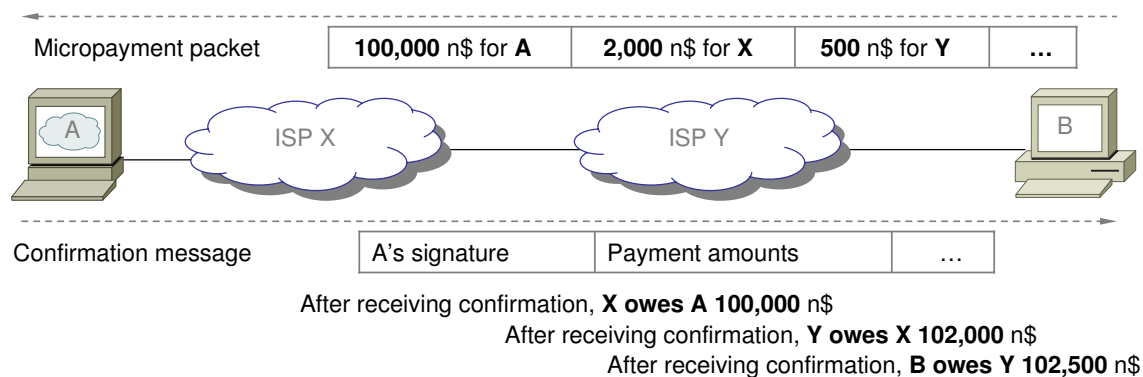 Micropayment packet 100,000 n$ for A 2,000 n$ for X 500 n$ for Y ...
A ISP X ISP Y B
Confirmation message A's signature Payment amounts ...
After receiving confirmation, X owes A 100,000 n$
After receiving confirmation, Y owes X 102,000 n$
After receiving confirmation, B owes Y 102,500 n$